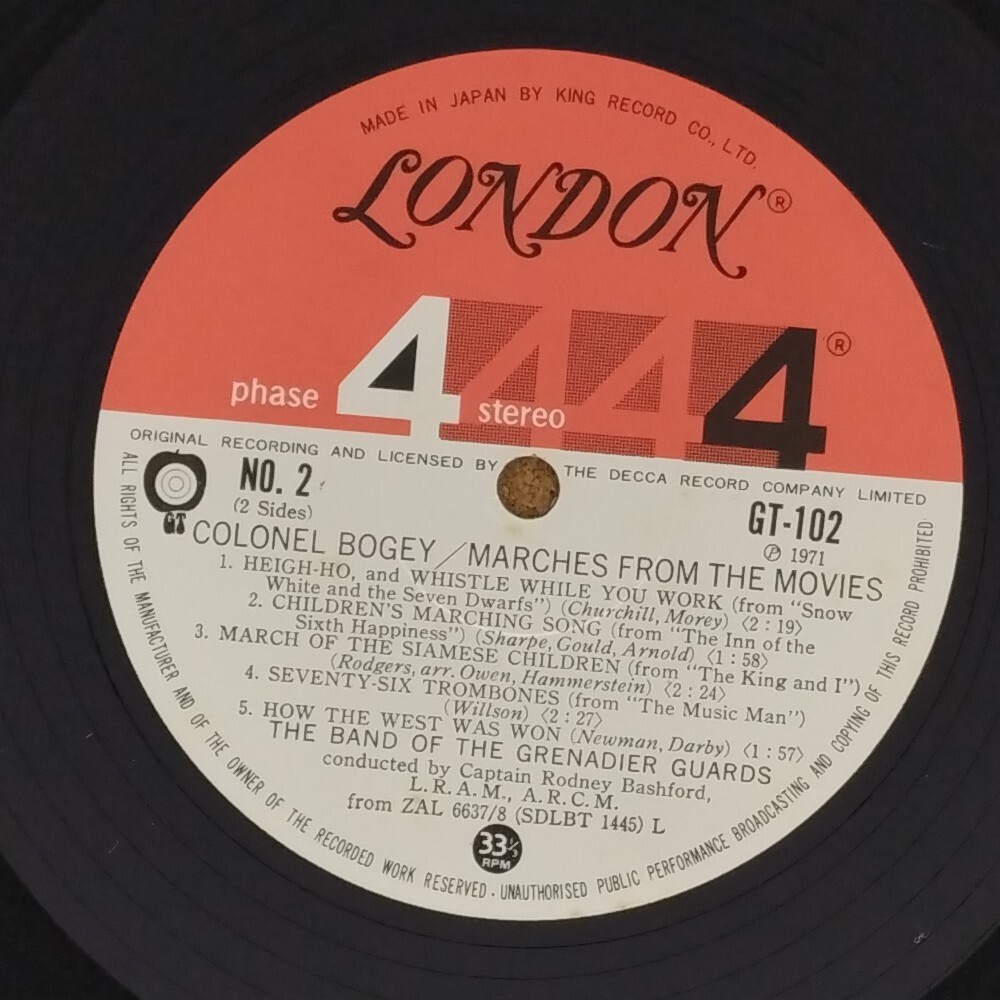 MADE IN JAPAN BY KING RECORD CO., LTD.
LONDON®
phase 4 stereo
4 4 4 ®
ORIGINAL RECORDING AND LICENSED BY THE DECCA RECORD COMPANY LIMITED
GT
NO. 2
(2 Sides)
GT-102
Ⓟ 1971
COLONEL BOGEY/MARCHES FROM THE MOVIES
1. HEIGH-HO, and WHISTLE WHILE YOU WORK (from "Snow
White and the Seven Dwarfs") (Churchill, Morey) <2:19>
2. CHILDREN'S MARCHING SONG (from "The Inn of the
Sixth Happiness") (Sharpe, Gould, Arnold) <1:58>
3. MARCH OF THE SIAMESE CHILDREN (from "The King and I")
(Rodgers, arr. Owen, Hammerstein) <2:24>
4. SEVENTY-SIX TROMBONES (from "The Music Man")
(Willson) <2:27>
5. HOW THE WEST WAS WON (Newman, Darby) <1:57>
THE BAND OF THE GRENADIER GUARDS
conducted by Captain Rodney Bashford,
L.R.A.M., A.R.C.M.
from ZAL 6637/8 (SDLBT 1445) L
33⅓
RPM
ALL RIGHTS OF THE MANUFACTURER AND OF THE OWNER OF THE RECORDED WORK RESERVED · UNAUTHORISED PUBLIC PERFORMANCE BROADCASTING AND COPYING OF THIS RECORD PROHIBITED·